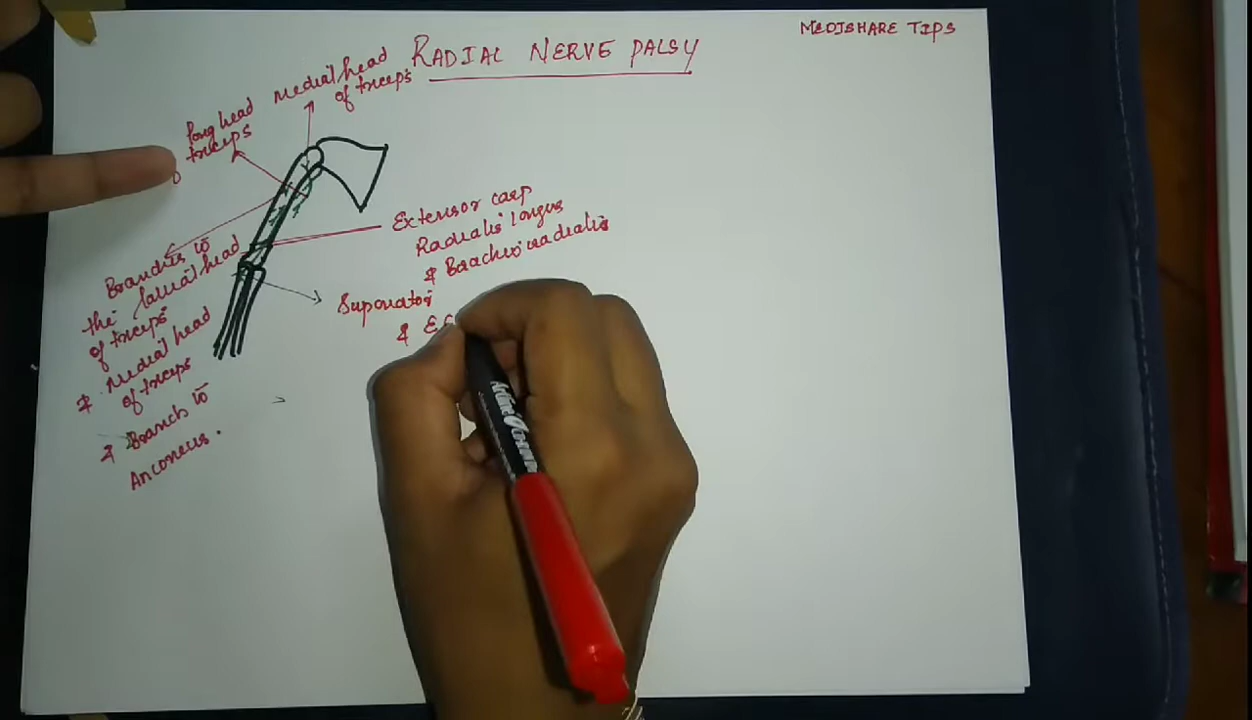 MEDISHARE TIPS
RADIAL NERVE PALSY
Medial head
of triceps
long head
triceps
Extensor carp
Radialis longus
& Brachioradialis
Supinator
& EC
Branches to
the lateral head
of triceps
& Medial head
of triceps
& Branch to
Anconeus.